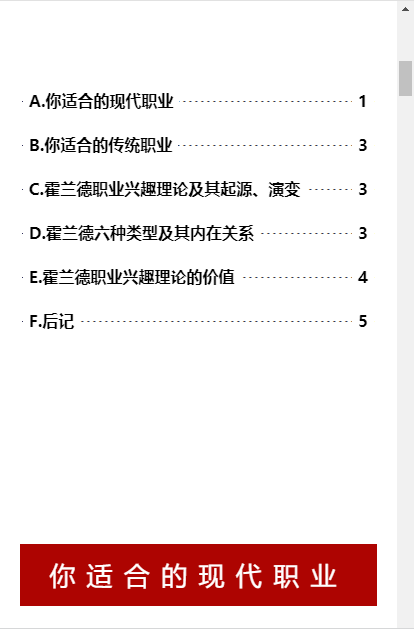 A.你适合的现代职业 1
B.你适合的传统职业 3
C.霍兰德职业兴趣理论及其起源、演变 3
D.霍兰德六种类型及其内在关系 3
E.霍兰德职业兴趣理论的价值 4
F.后记 5
你适合的现代职业